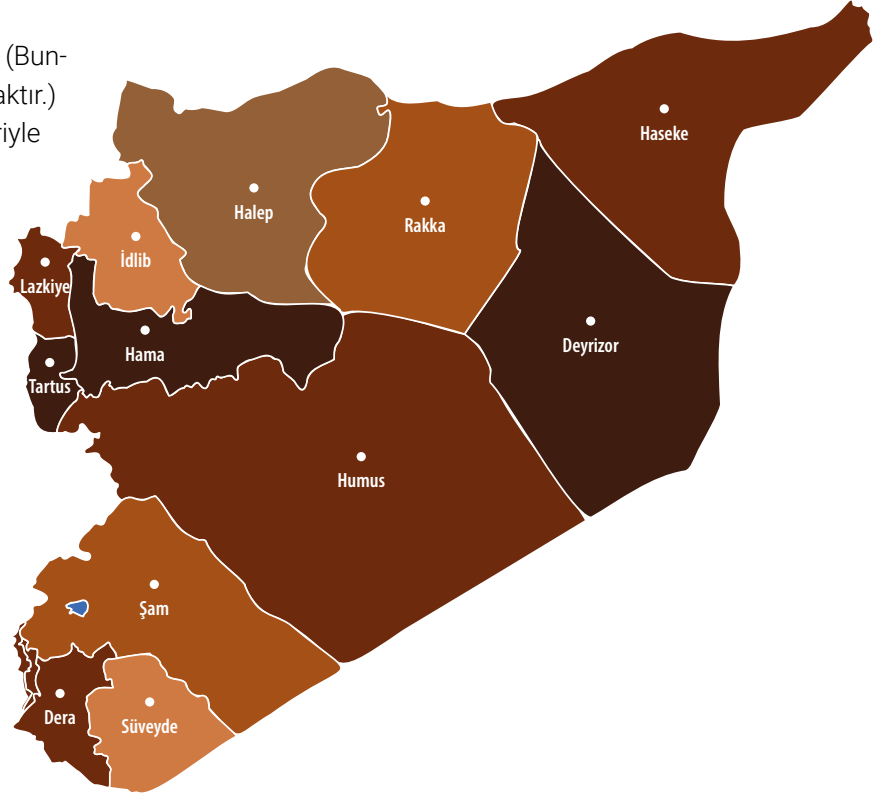 (Bun-
aktır.)
riyle
Haseke
Halep
Rakka
İdlib
Lazkiye
Deyrizor
Hama
Tartus
Humus
Şam
Dera
Süveyde